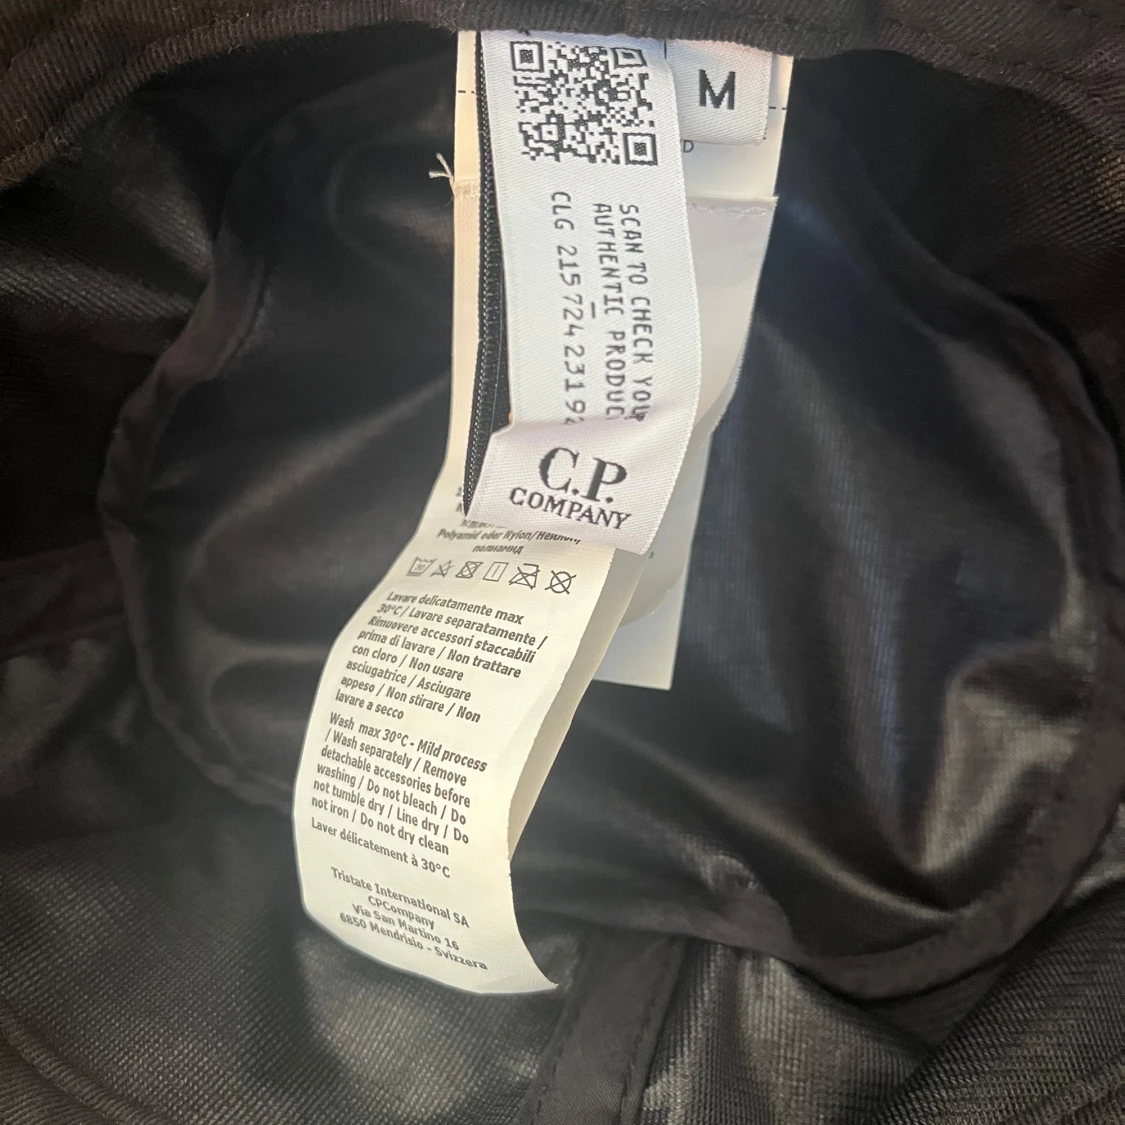 M
D
SCAN TO CHECK YOUR
AUTHENTIC PRODUC
CLG 215 724 231 9
C.P.
COMPANY
Polyamid oder Nylon/
полиамид
30
Lavare delicatamente max
30°C / Lavare separatamente /
Rimuovere accessori staccabili
prima di lavare / Non trattare
con cloro / Non usare
asciugatrice / Asciugare
appeso / Non stirare / Non
lavare a secco
Wash max 30°C - Mild process
/ Wash separately / Remove
detachable accessories before
washing / Do not bleach / Do
not tumble dry / Line dry / Do
not iron / Do not dry clean
Laver délicatement à 30°C
Tristate International SA
CPCompany
Via San Martino 16
6850 Mendrisio - Svizzera